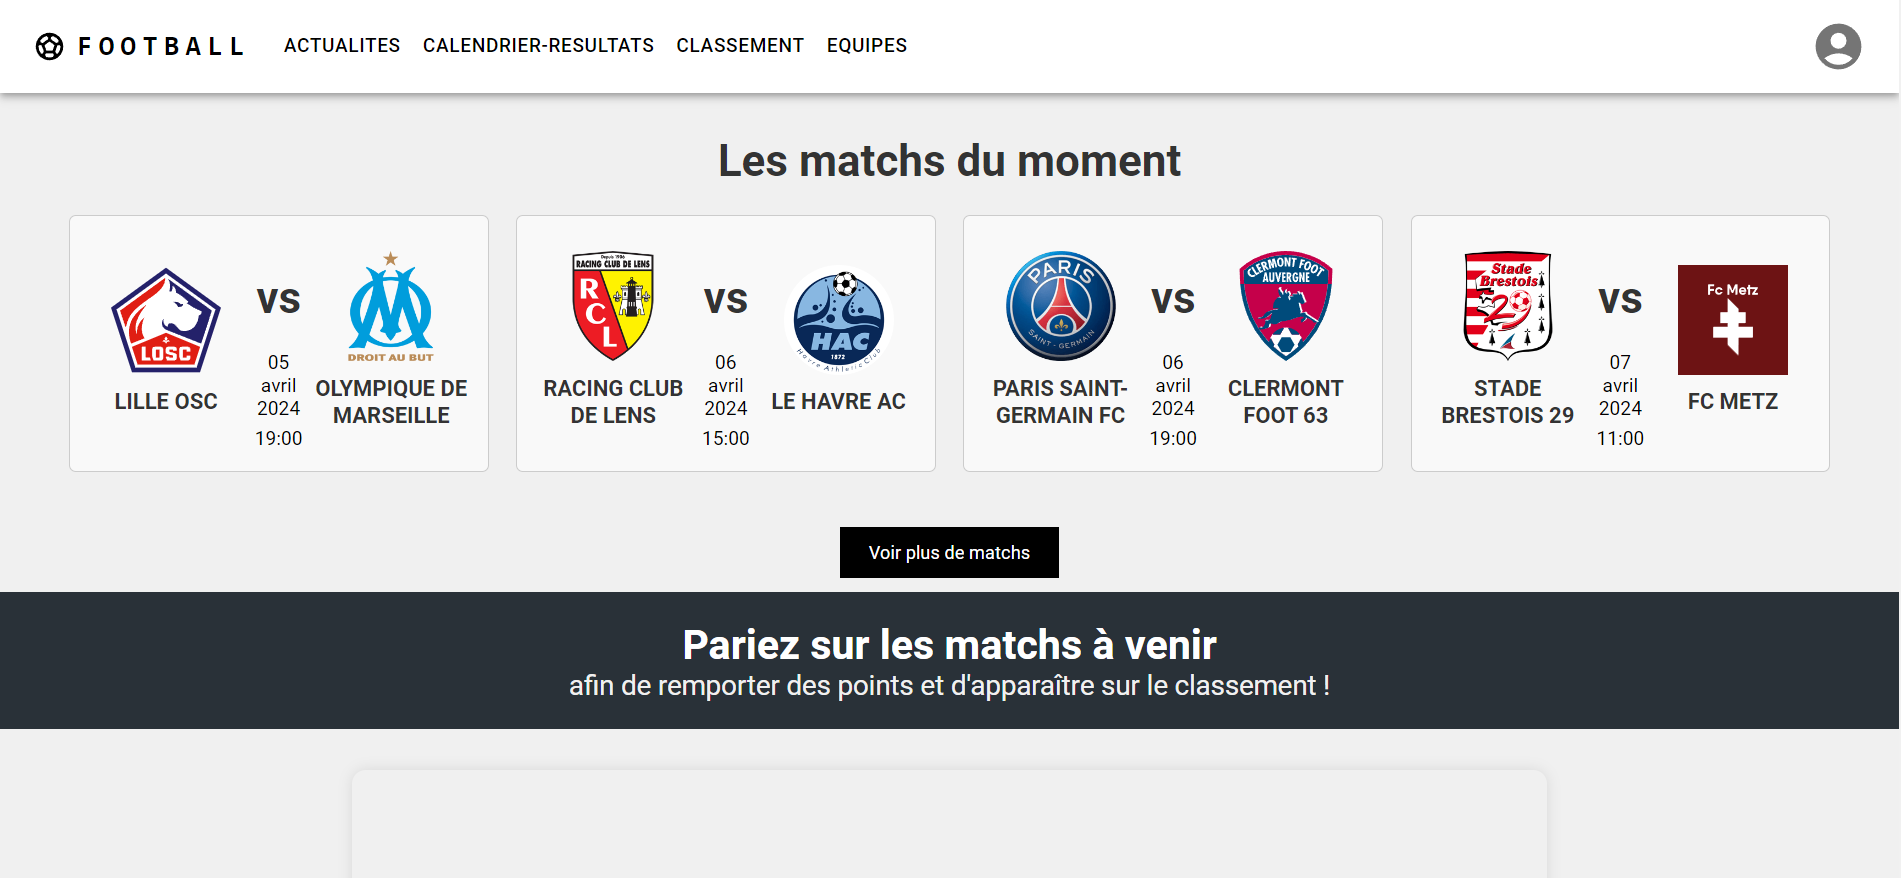 FOOTBALL ACTUALITES CALENDRIER-RESULTATS CLASSEMENT EQUIPES
Les matchs du moment
LOSC
LILLE OSC
VS
05
avril
2024
19:00
DROIT AU BUT
OLYMPIQUE DE
MARSEILLE
Depuis 1906
RACING CLUB DE LENS
RCL
RACING CLUB
DE LENS
VS
06
avril
2024
15:00
HAC
1872
Havre Athletic Club
LE HAVRE AC
PARIS
SAINT-GERMAIN
PARIS SAINT-
GERMAIN FC
VS
06
avril
2024
19:00
CLERMONT FOOT
AUVERGNE
CLERMONT
FOOT 63
Stade
Brestois
29
STADE
BRESTOIS 29
VS
07
avril
2024
11:00
Fc Metz
FC METZ
Voir plus de matchs
Pariez sur les matchs à venir
afin de remporter des points et d'apparaître sur le classement !